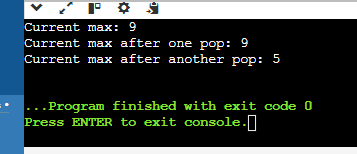 Current max: 9
Current max after one pop: 9
Current max after another pop: 5
...Program finished with exit code 0
Press ENTER to exit console.